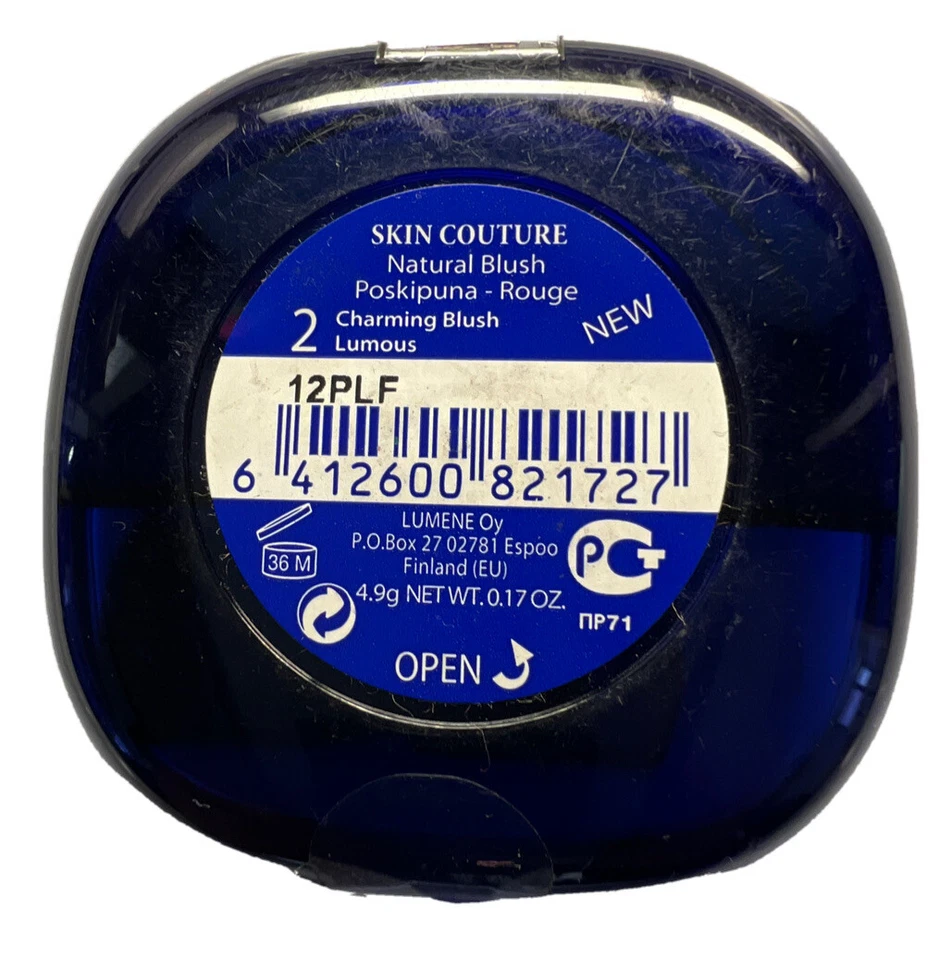 SKIN COUTURE
Natural Blush
Poskipuna - Rouge
2 Charming Blush
Lumous
NEW
12PLF
6 412600 821727
LUMENE Oy
P.O.Box 27 02781 Espoo
Finland (EU)
36 M
4.9g NET WT. 0.17 OZ.
РСТ
ПР71
OPEN